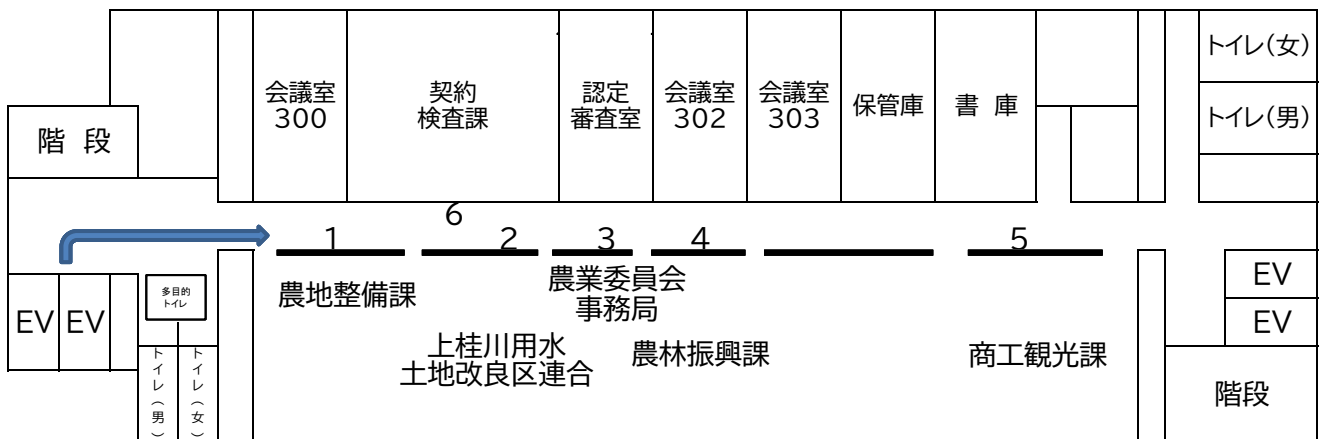 トイレ(女)
会議室
300
契約
検査課
認定
審査室
会議室
302
会議室
303
保管庫
書 庫
トイレ(男)
階 段
6
1
2
3
4
5
農地整備課
農業委員会
事務局
多目的
トイレ
EV
EV
EV
EV
上桂川用水
土地改良区連合
農林振興課
商工観光課
トイレ(男)
トイレ(女)
階段